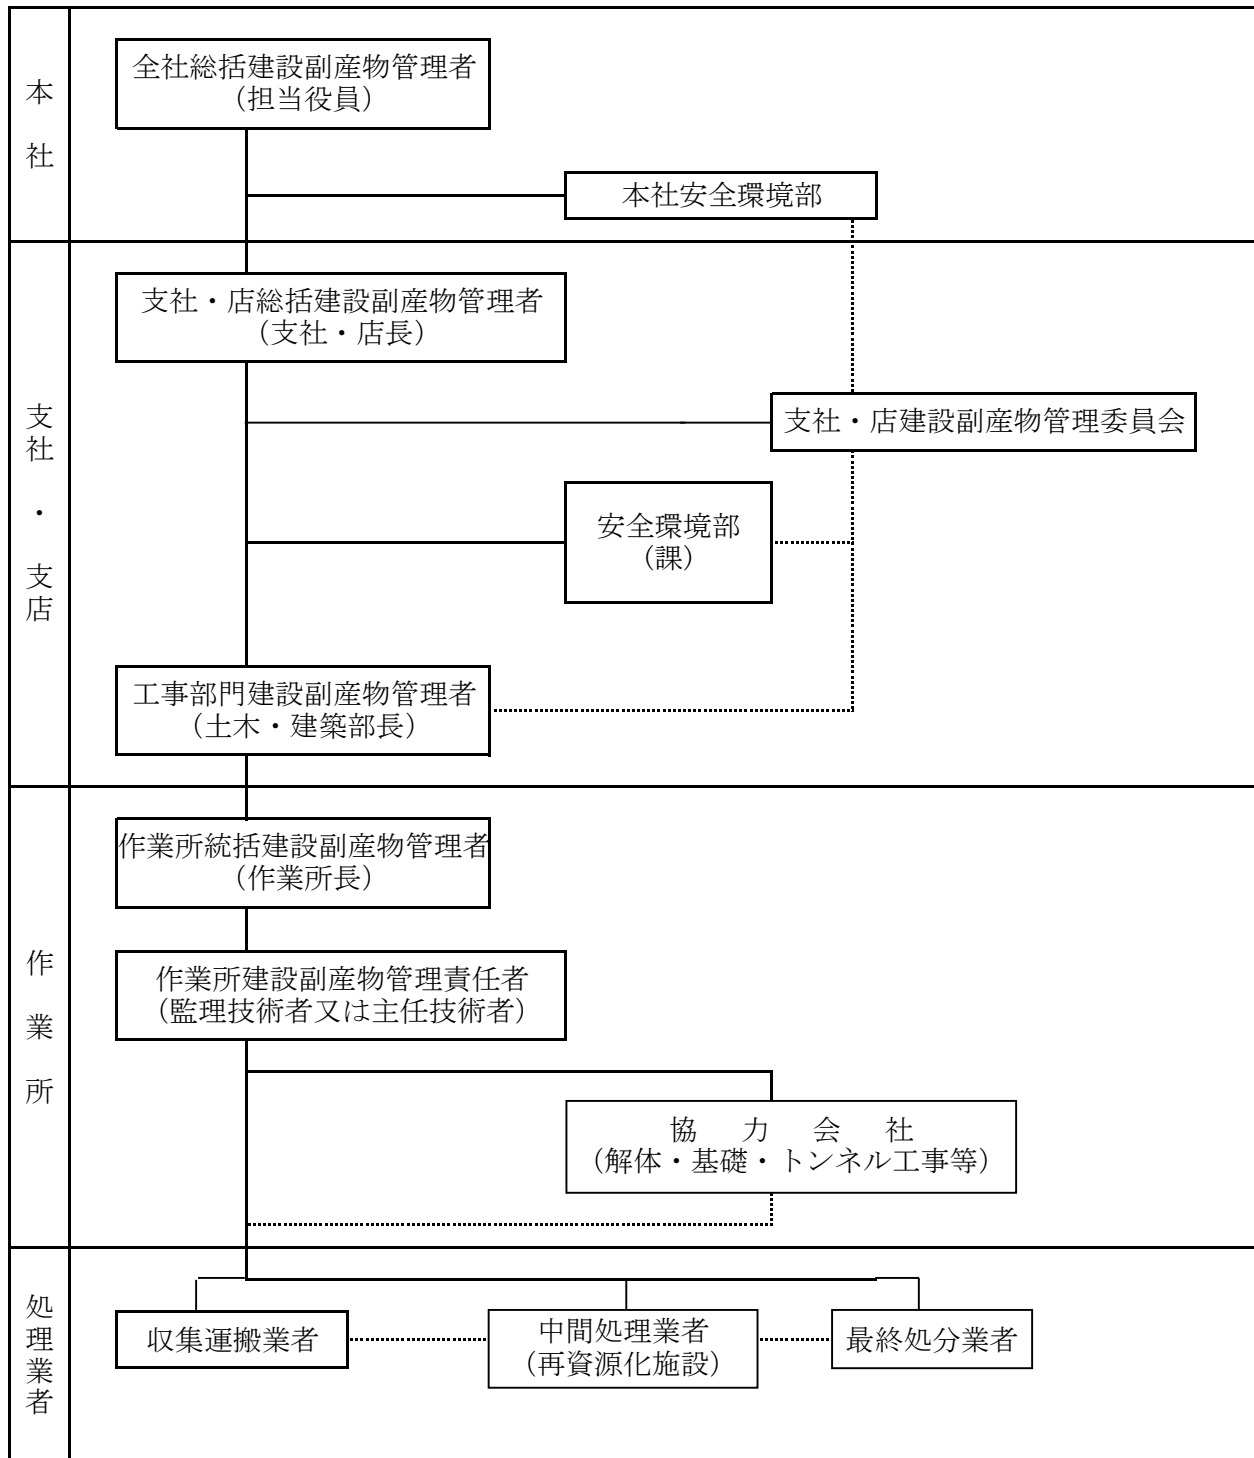 本社
全社総括建設副産物管理者
（担当役員）
本社安全環境部
支社・支店
支社・店総括建設副産物管理者
（支社・店長）
支社・店建設副産物管理委員会
安全環境部
（課）
工事部門建設副産物管理者
（土木・建築部長）
作業所
作業所統括建設副産物管理者
（作業所長）
作業所建設副産物管理責任者
（監理技術者又は主任技術者）
協力会社
（解体・基礎・トンネル工事等）
処理業者
収集運搬業者
中間処理業者
（再資源化施設）
最終処分業者